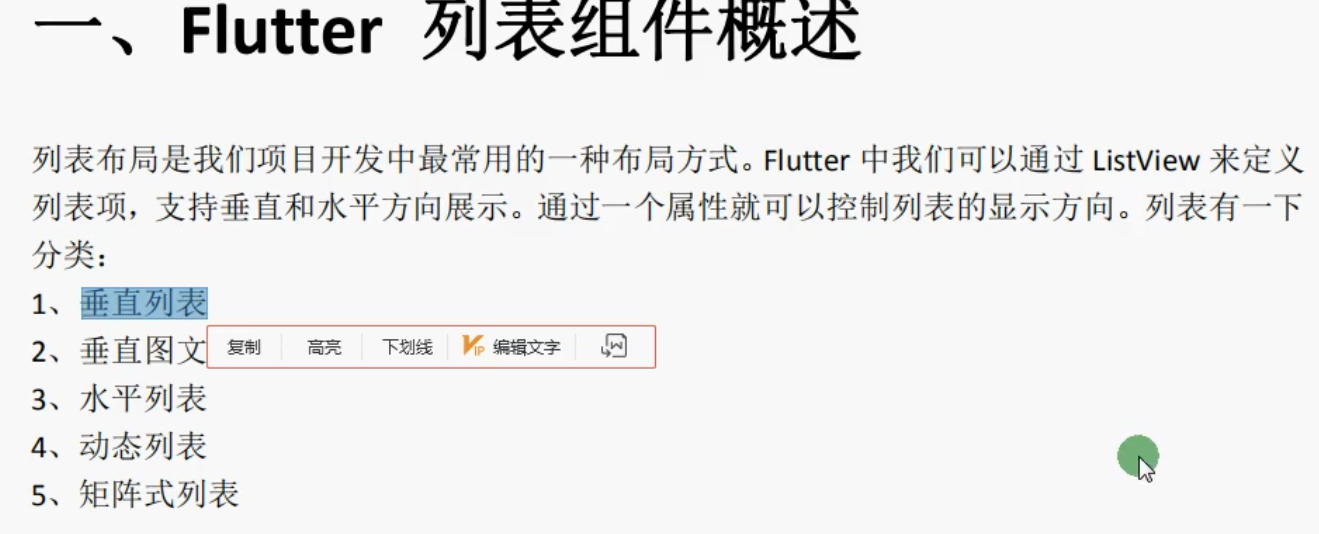 一、Flutter 列表组件概述
列表布局是我们项目开发中最常用的一种布局方式。Flutter 中我们可以通过 ListView 来定义
列表项，支持垂直和水平方向展示。通过一个属性就可以控制列表的显示方向。列表有一下
分类：
1、垂直列表
2、垂直图文
复制 高亮 下划线 VIP 编辑文字
3、水平列表
4、动态列表
5、矩阵式列表